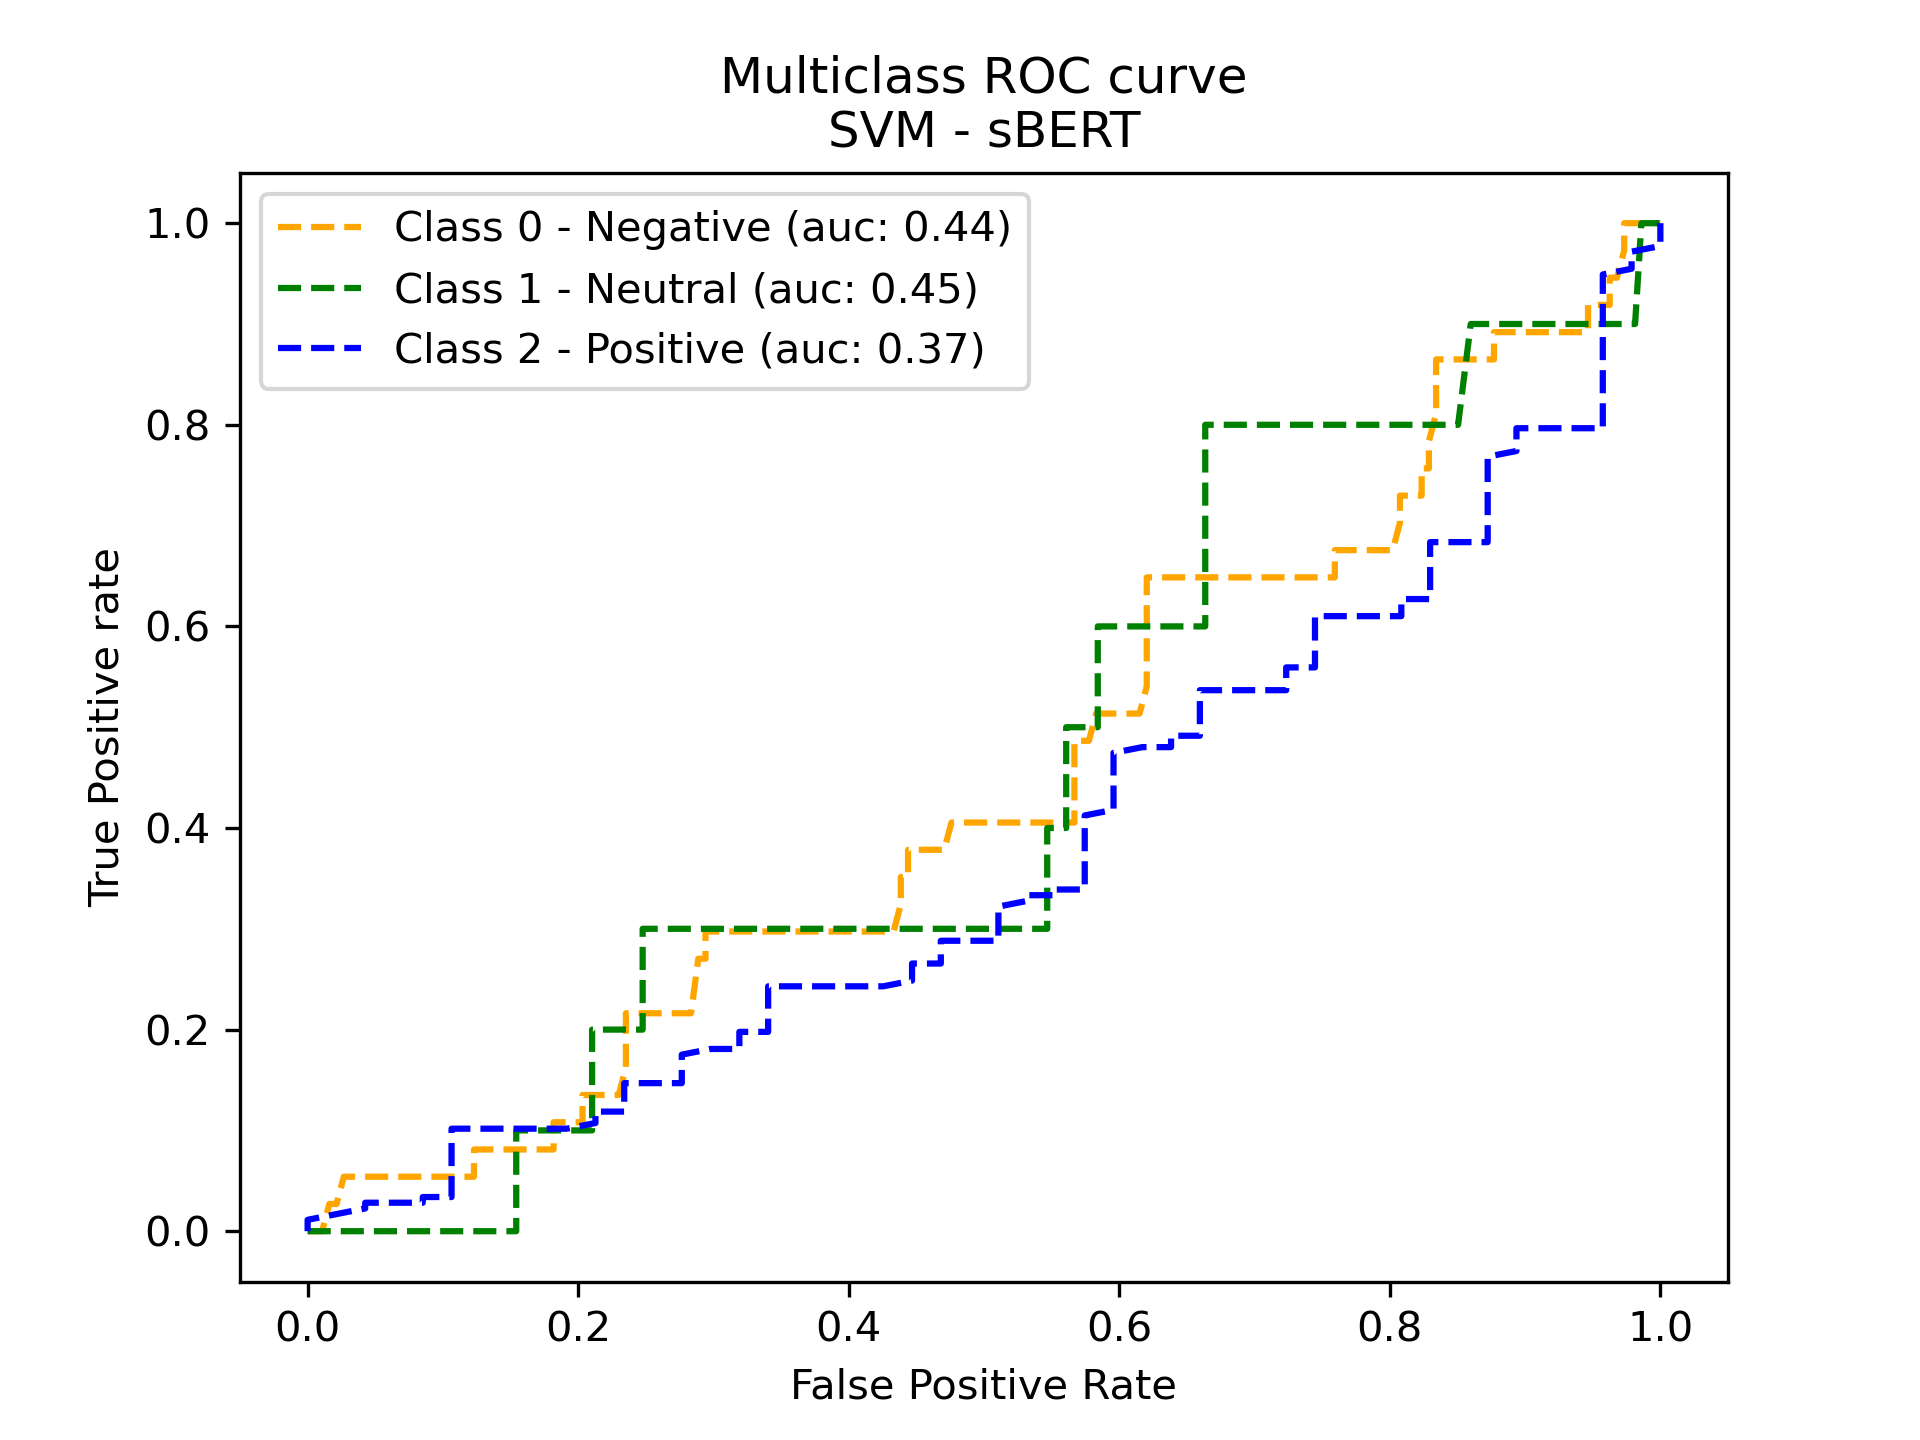 Multiclass ROC curve
SVM - sBERT
Class 0 - Negative (auc: 0.44)
Class 1 - Neutral (auc: 0.45)
Class 2 - Positive (auc: 0.37)
True Positive rate
1.0
0.8
0.6
0.4
0.2
0.0
0.0 0.2 0.4 0.6 0.8 1.0
False Positive Rate